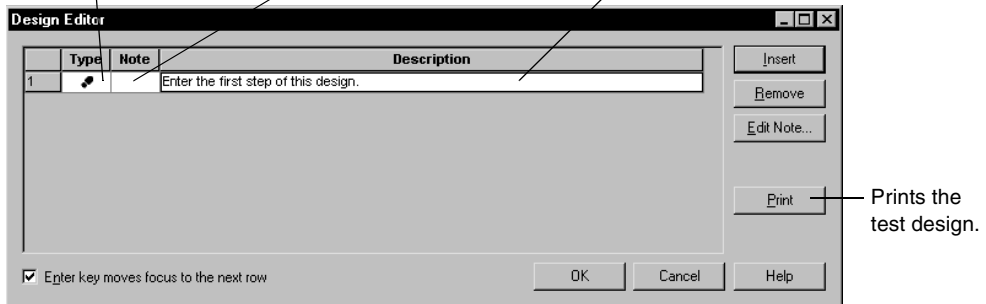 Design Editor
Type Note Description
1 Enter the first step of this design.
Insert
Remove
Edit Note...
Print
Prints the
test design.
Enter key moves focus to the next row
OK Cancel Help